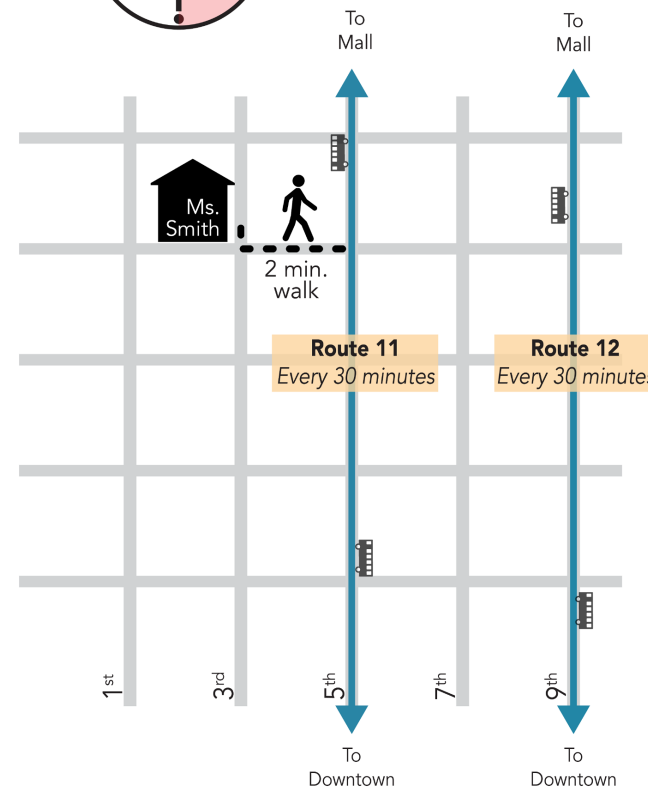 To
Mall
To
Mall
Ms.
Smith
2 min.
walk
Route 11
Every 30 minutes
Route 12
Every 30 minute
1st
3rd
5th
7th
9th
To
Downtown
To
Downtown